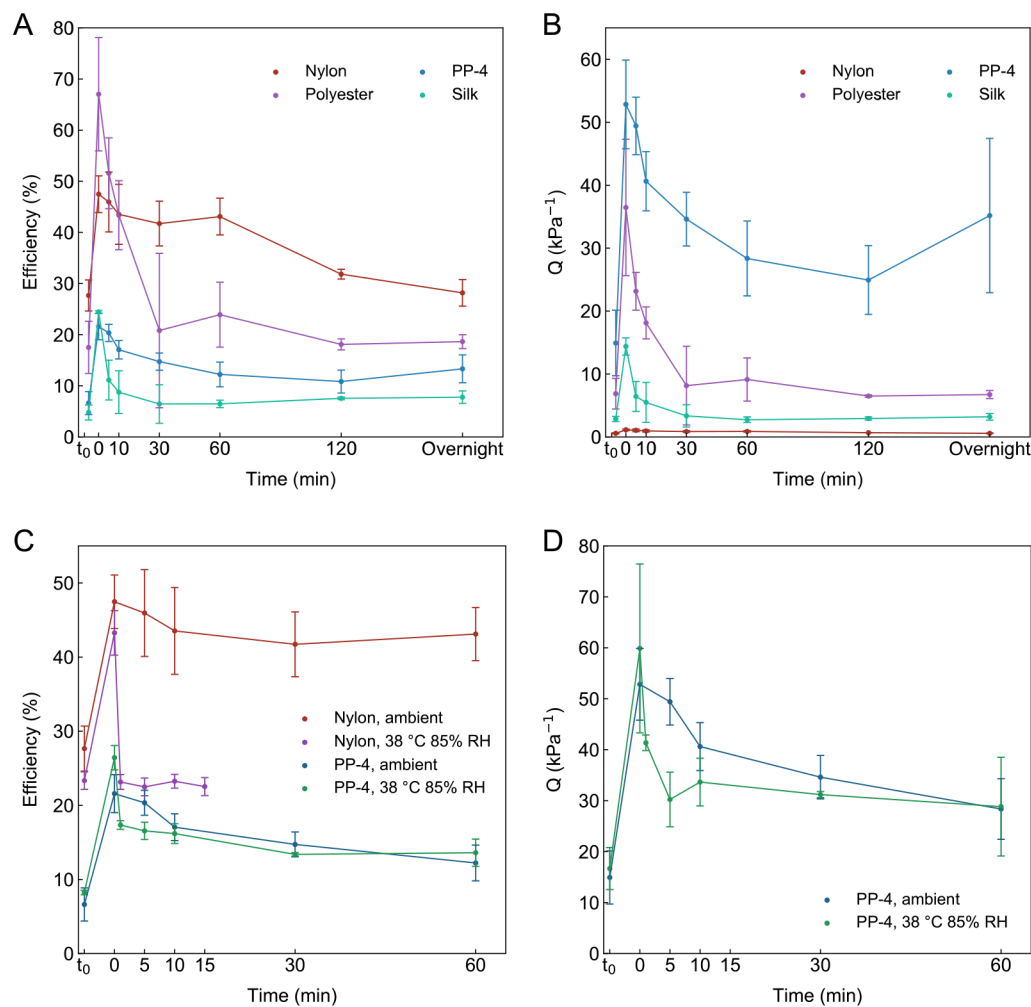 A
Efficiency (%)
80
70
60
50
40
30
20
10
0
Nylon
Polyester
PP-4
Silk
t0 0 10 30 60 120 Overnight
Time (min)
B
Q (kPa−1)
60
50
40
30
20
10
0
Nylon
Polyester
PP-4
Silk
t0 0 10 30 60 120 Overnight
Time (min)
C
Efficiency (%)
50
40
30
20
10
0
Nylon, ambient
Nylon, 38 °C 85% RH
PP-4, ambient
PP-4, 38 °C 85% RH
t0 0 5 10 15 30 60
Time (min)
D
Q (kPa−1)
80
70
60
50
40
30
20
10
0
PP-4, ambient
PP-4, 38 °C 85% RH
t0 0 5 10 15 30 60
Time (min)